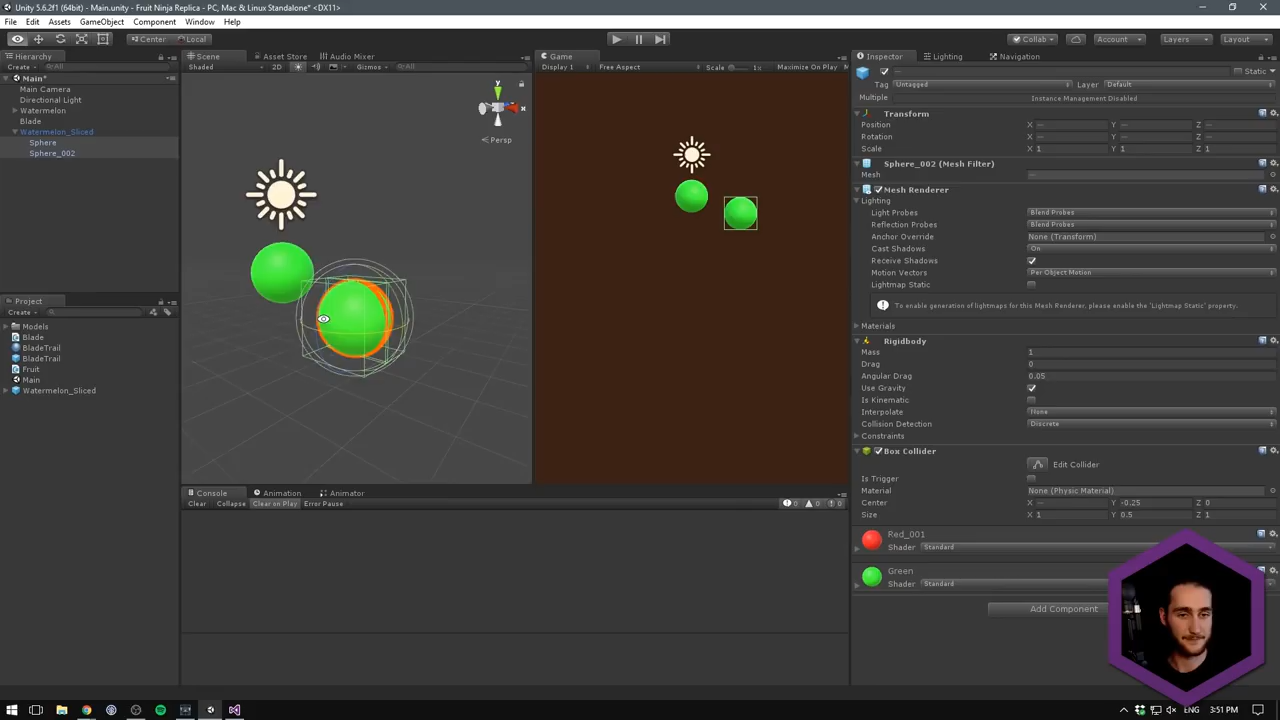 Unity 5.6.2f1 (64bit) - Main.unity - Fruit Ninja Replica - PC, Mac & Linux Standalone* <DX11>
File Edit Assets GameObject Component Window Help
Center Local
Collab Account Layers Layout
Hierarchy
Create All
Main*
Main Camera
Directional Light
Watermelon
Blade
Watermelon_Sliced
Sphere
Sphere_002
Project
Create
Models
Blade
BladeTrail
BladeTrail
Fruit
Main
Watermelon_Sliced
Scene Asset Store Audio Mixer
Shaded 2D Gizmos All
y
x
Persp
Game
Display 1 Free Aspect Scale 1x Maximize On Play M
Console Animation Animator
Clear Collapse Clear on Play Error Pause
0 0 0
Inspector Lighting Navigation
— Static
Tag Untagged Layer Default
Multiple Instance Management Disabled
Transform
Position X — Y — Z —
Rotation X — Y — Z —
Scale X 1 Y 1 Z 1
Sphere_002 (Mesh Filter)
Mesh —
Mesh Renderer
Lighting
Light Probes Blend Probes
Reflection Probes Blend Probes
Anchor Override None (Transform)
Cast Shadows On
Receive Shadows
Motion Vectors Per Object Motion
Lightmap Static
To enable generation of lightmaps for this Mesh Renderer, please enable the 'Lightmap Static' property.
Materials
Rigidbody
Mass 1
Drag 0
Angular Drag 0.05
Use Gravity
Is Kinematic
Interpolate None
Collision Detection Discrete
Constraints
Box Collider
Edit Collider
Is Trigger
Material None (Physic Material)
Center X — Y -0.25 Z 0
Size X 1 Y 0.5 Z 1
Red_001
Shader Standard
Green
Shader Standard
Add Component
ENG 3:51 PM